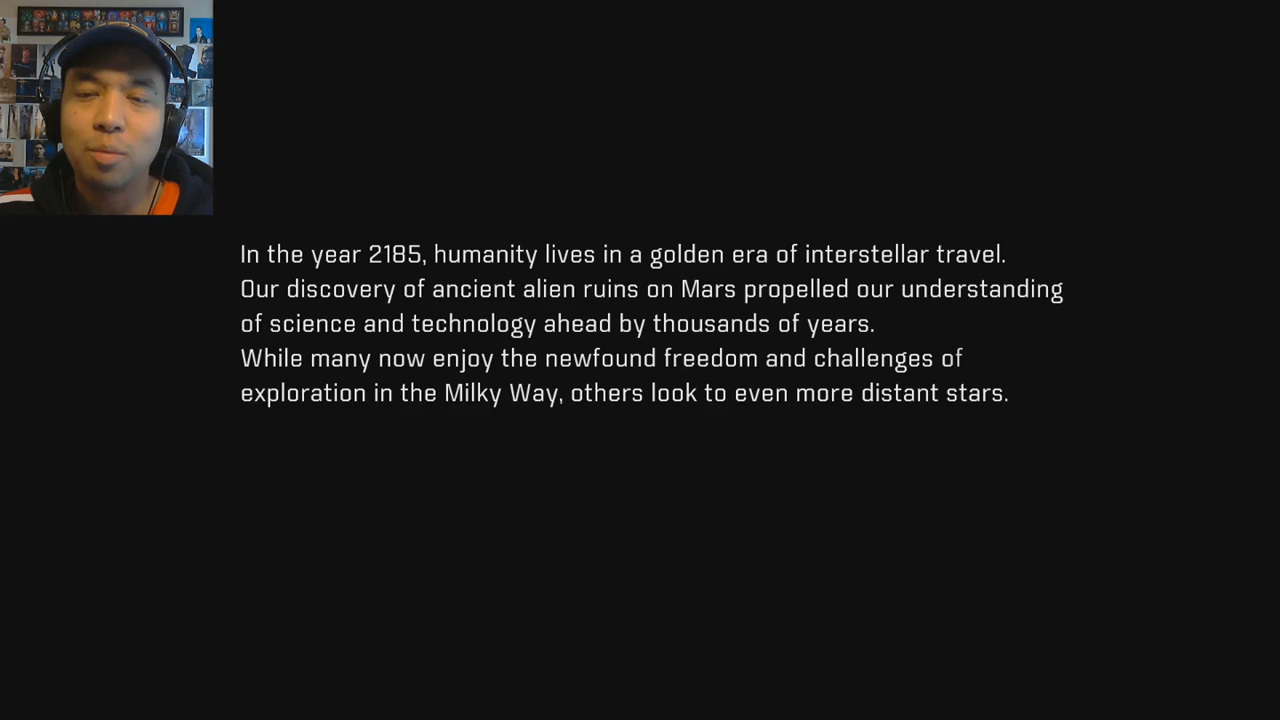 In the year 2185, humanity lives in a golden era of interstellar travel.
Our discovery of ancient alien ruins on Mars propelled our understanding
of science and technology ahead by thousands of years.
While many now enjoy the newfound freedom and challenges of
exploration in the Milky Way, others look to even more distant stars.